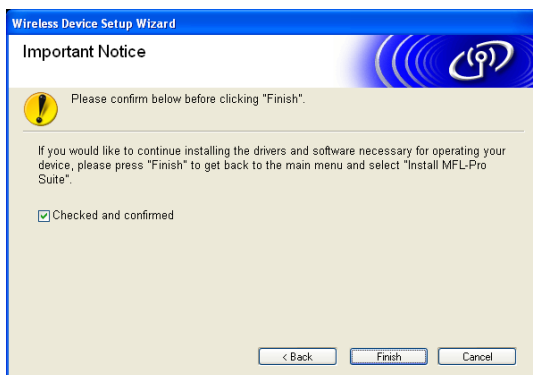 Wireless Device Setup Wizard
Important Notice
Please confirm below before clicking "Finish".
If you would like to continue installing the drivers and software necessary for operating your
device, please press "Finish" to get back to the main menu and select "Install MFL-Pro
Suite".
Checked and confirmed
< Back
Finish
Cancel